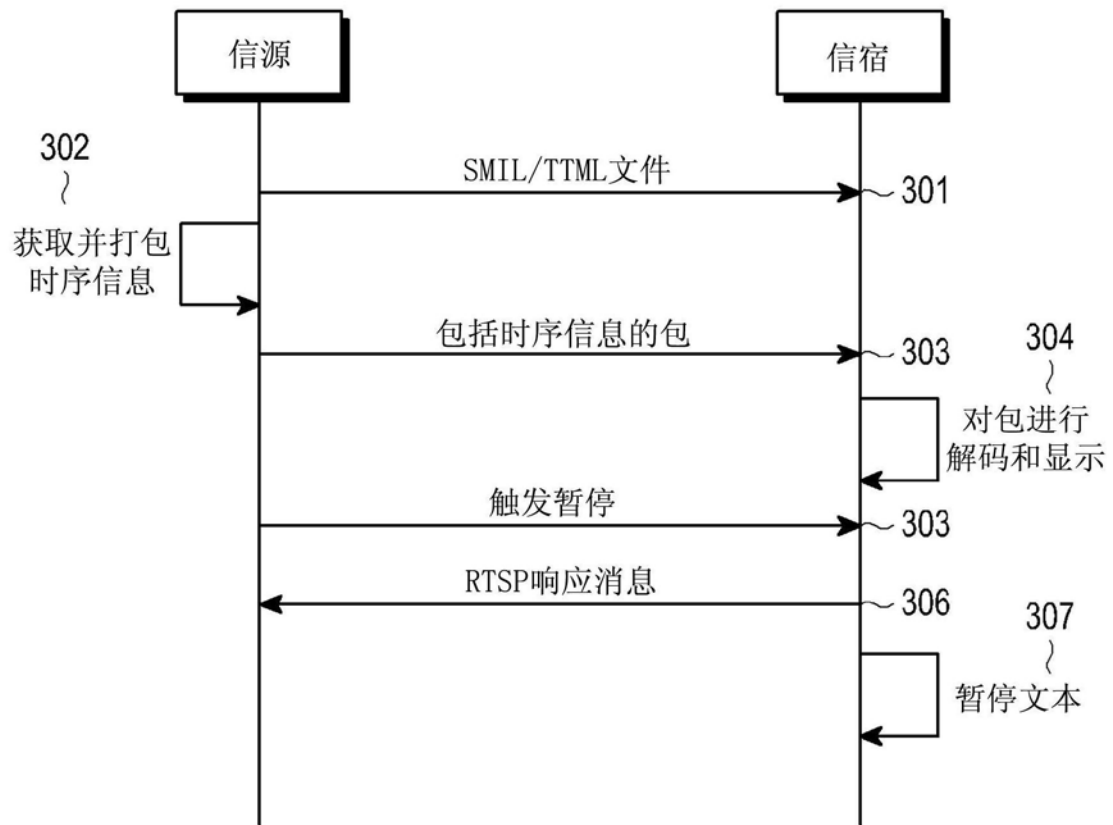 信源
信宿
302
SMIL/TTML文件
301
获取并打包
时序信息
包括时序信息的包
303
304
对包进行
解码和显示
触发暂停
303
RTSP响应消息
306
307
暂停文本